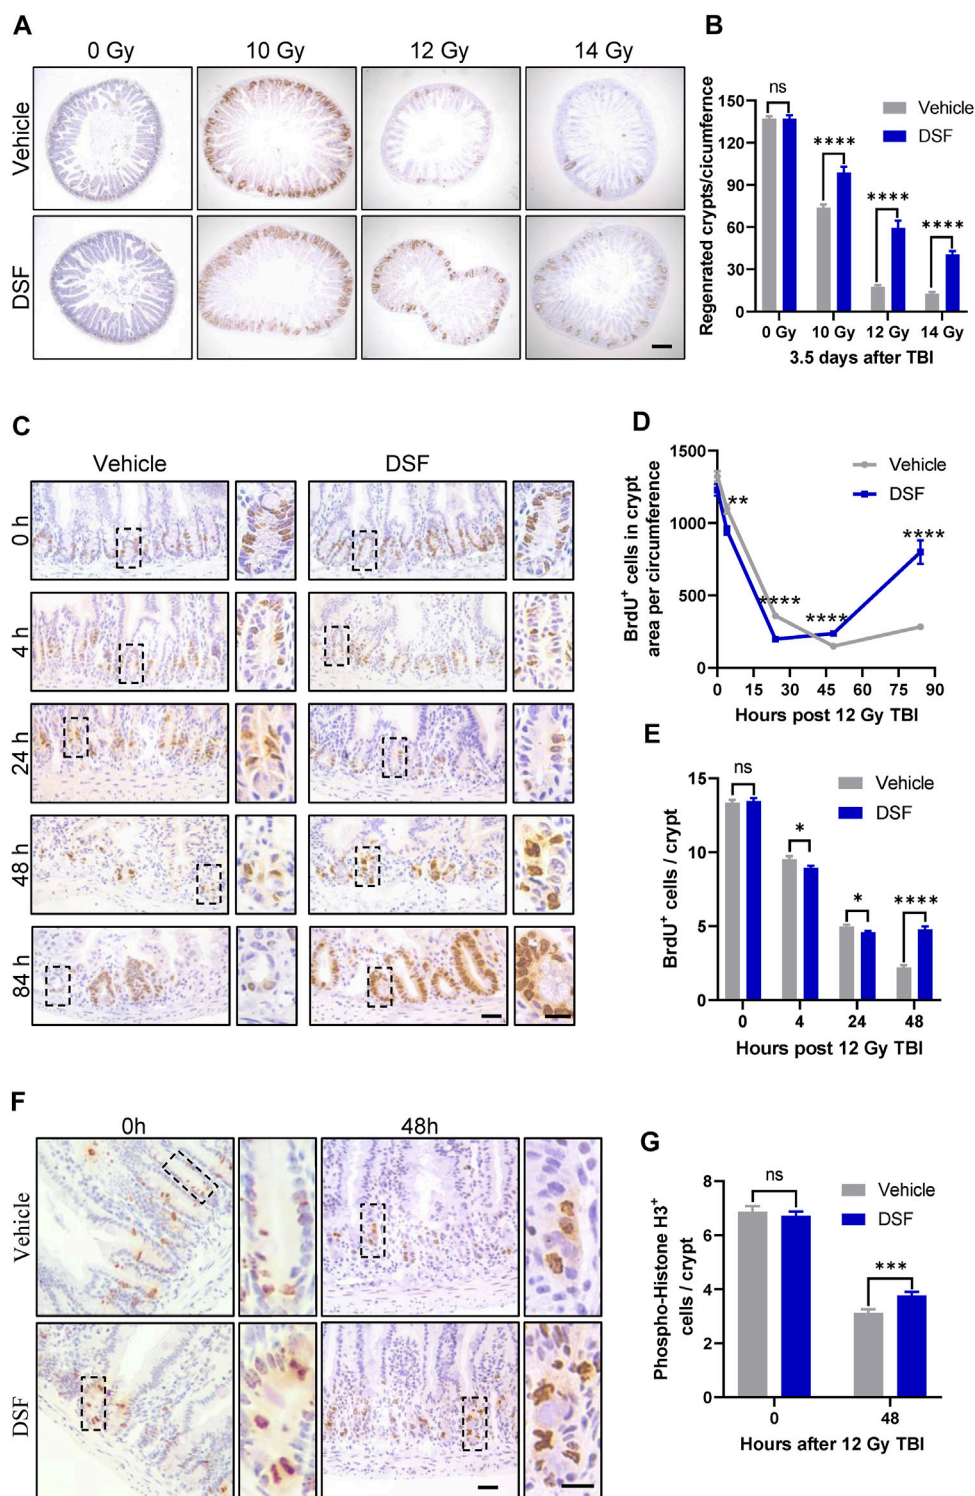 A
0 Gy 10 Gy 12 Gy 14 Gy
Vehicle
DSF
B
Regenrated crypts/cicumfernce
150
120
90
60
30
0
ns
****
****
****
Vehicle
DSF
0 Gy 10 Gy 12 Gy 14 Gy
3.5 days after TBI
C
Vehicle DSF
0 h
4 h
24 h
48 h
84 h
D
BrdU+ cells in crypt
area per circumference
1500
1000
500
0
**
****
****
****
Vehicle
DSF
0 15 30 45 60 75 90
Hours post 12 Gy TBI
E
BrdU+ cells / crypt
15
10
5
0
ns
*
*
****
Vehicle
DSF
0 4 24 48
Hours post 12 Gy TBI
F
0h 48h
Vehicle
DSF
G
Phospho-Histone H3+
cells / crypt
8
6
4
2
0
ns
***
Vehicle
DSF
0 48
Hours after 12 Gy TBI